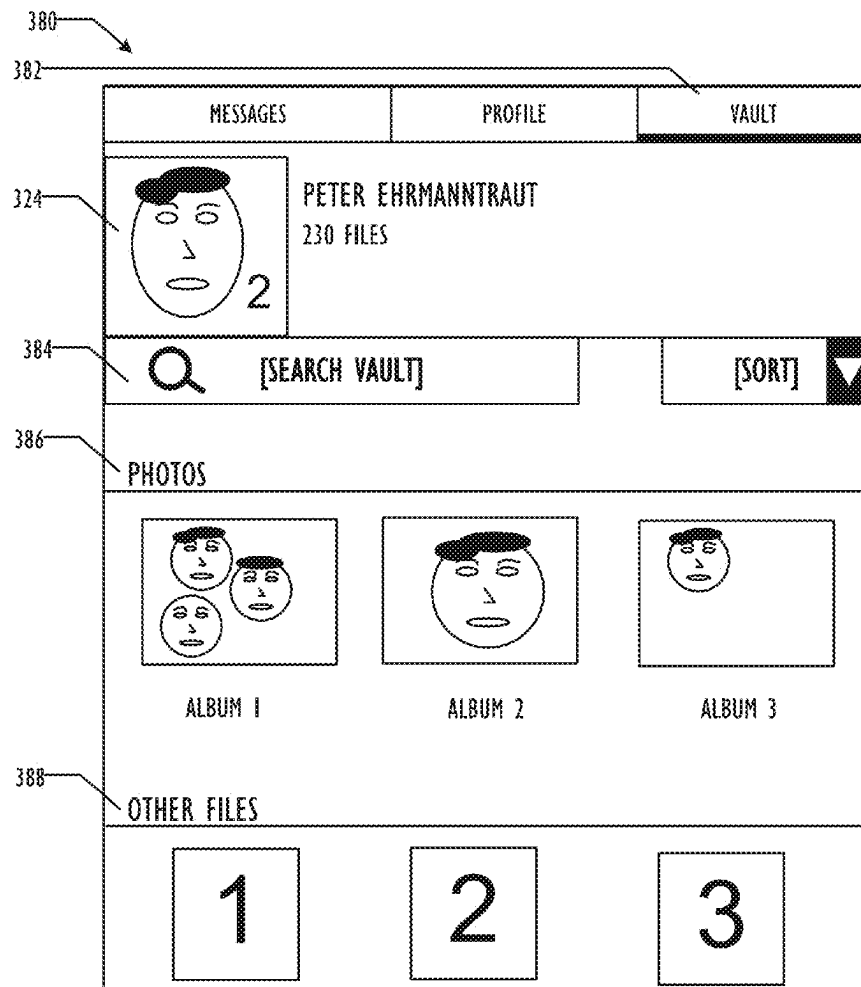 380
382
MESSAGES PROFILE VAULT
324
PETER EHRMANNTRAUT
230 FILES
2
384
[SEARCH VAULT] [SORT]
386
PHOTOS
ALBUM 1 ALBUM 2 ALBUM 3
388
OTHER FILES
1 2 3